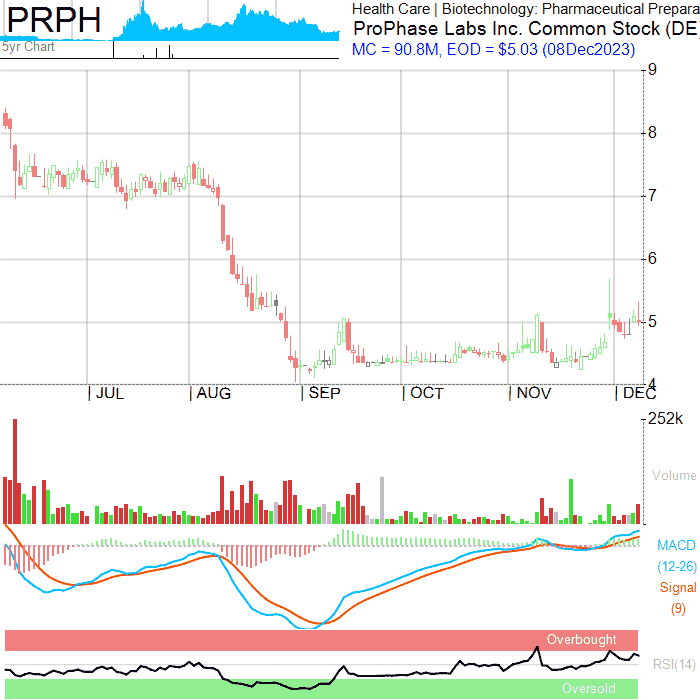 PRPH
5yr Chart
Health Care | Biotechnology: Pharmaceutical Prepara
ProPhase Labs Inc. Common Stock (DE
MC = 90.8M, EOD = $5.03 (08Dec2023)
9
8
7
6
5
4
JUL AUG SEP OCT NOV DEC
252k
Volume
MACD
(12-26)
Signal
(9)
Overbought
RSI(14)
Oversold